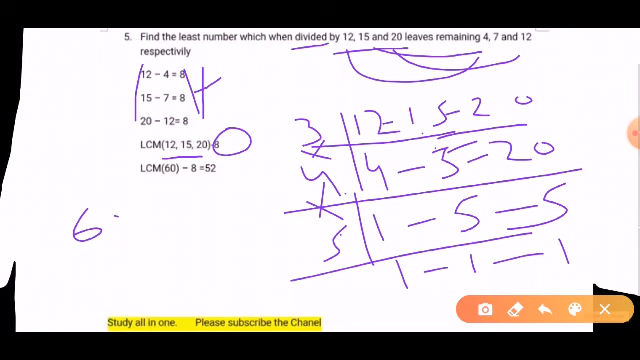 5. Find the least number which when divided by 12, 15 and 20 leaves remaining 4, 7 and 12
respectivily
12 – 4 = 8
15 – 7 = 8
20 – 12= 8
LCM(12, 15, 20)-8
LCM(60) – 8 =52
3 12 – 15 – 20
4 4 – 5 – 20
5 1 – 5 – 5
1 – 1 – 1
6
Study all in one. Please subscribe the Chanel